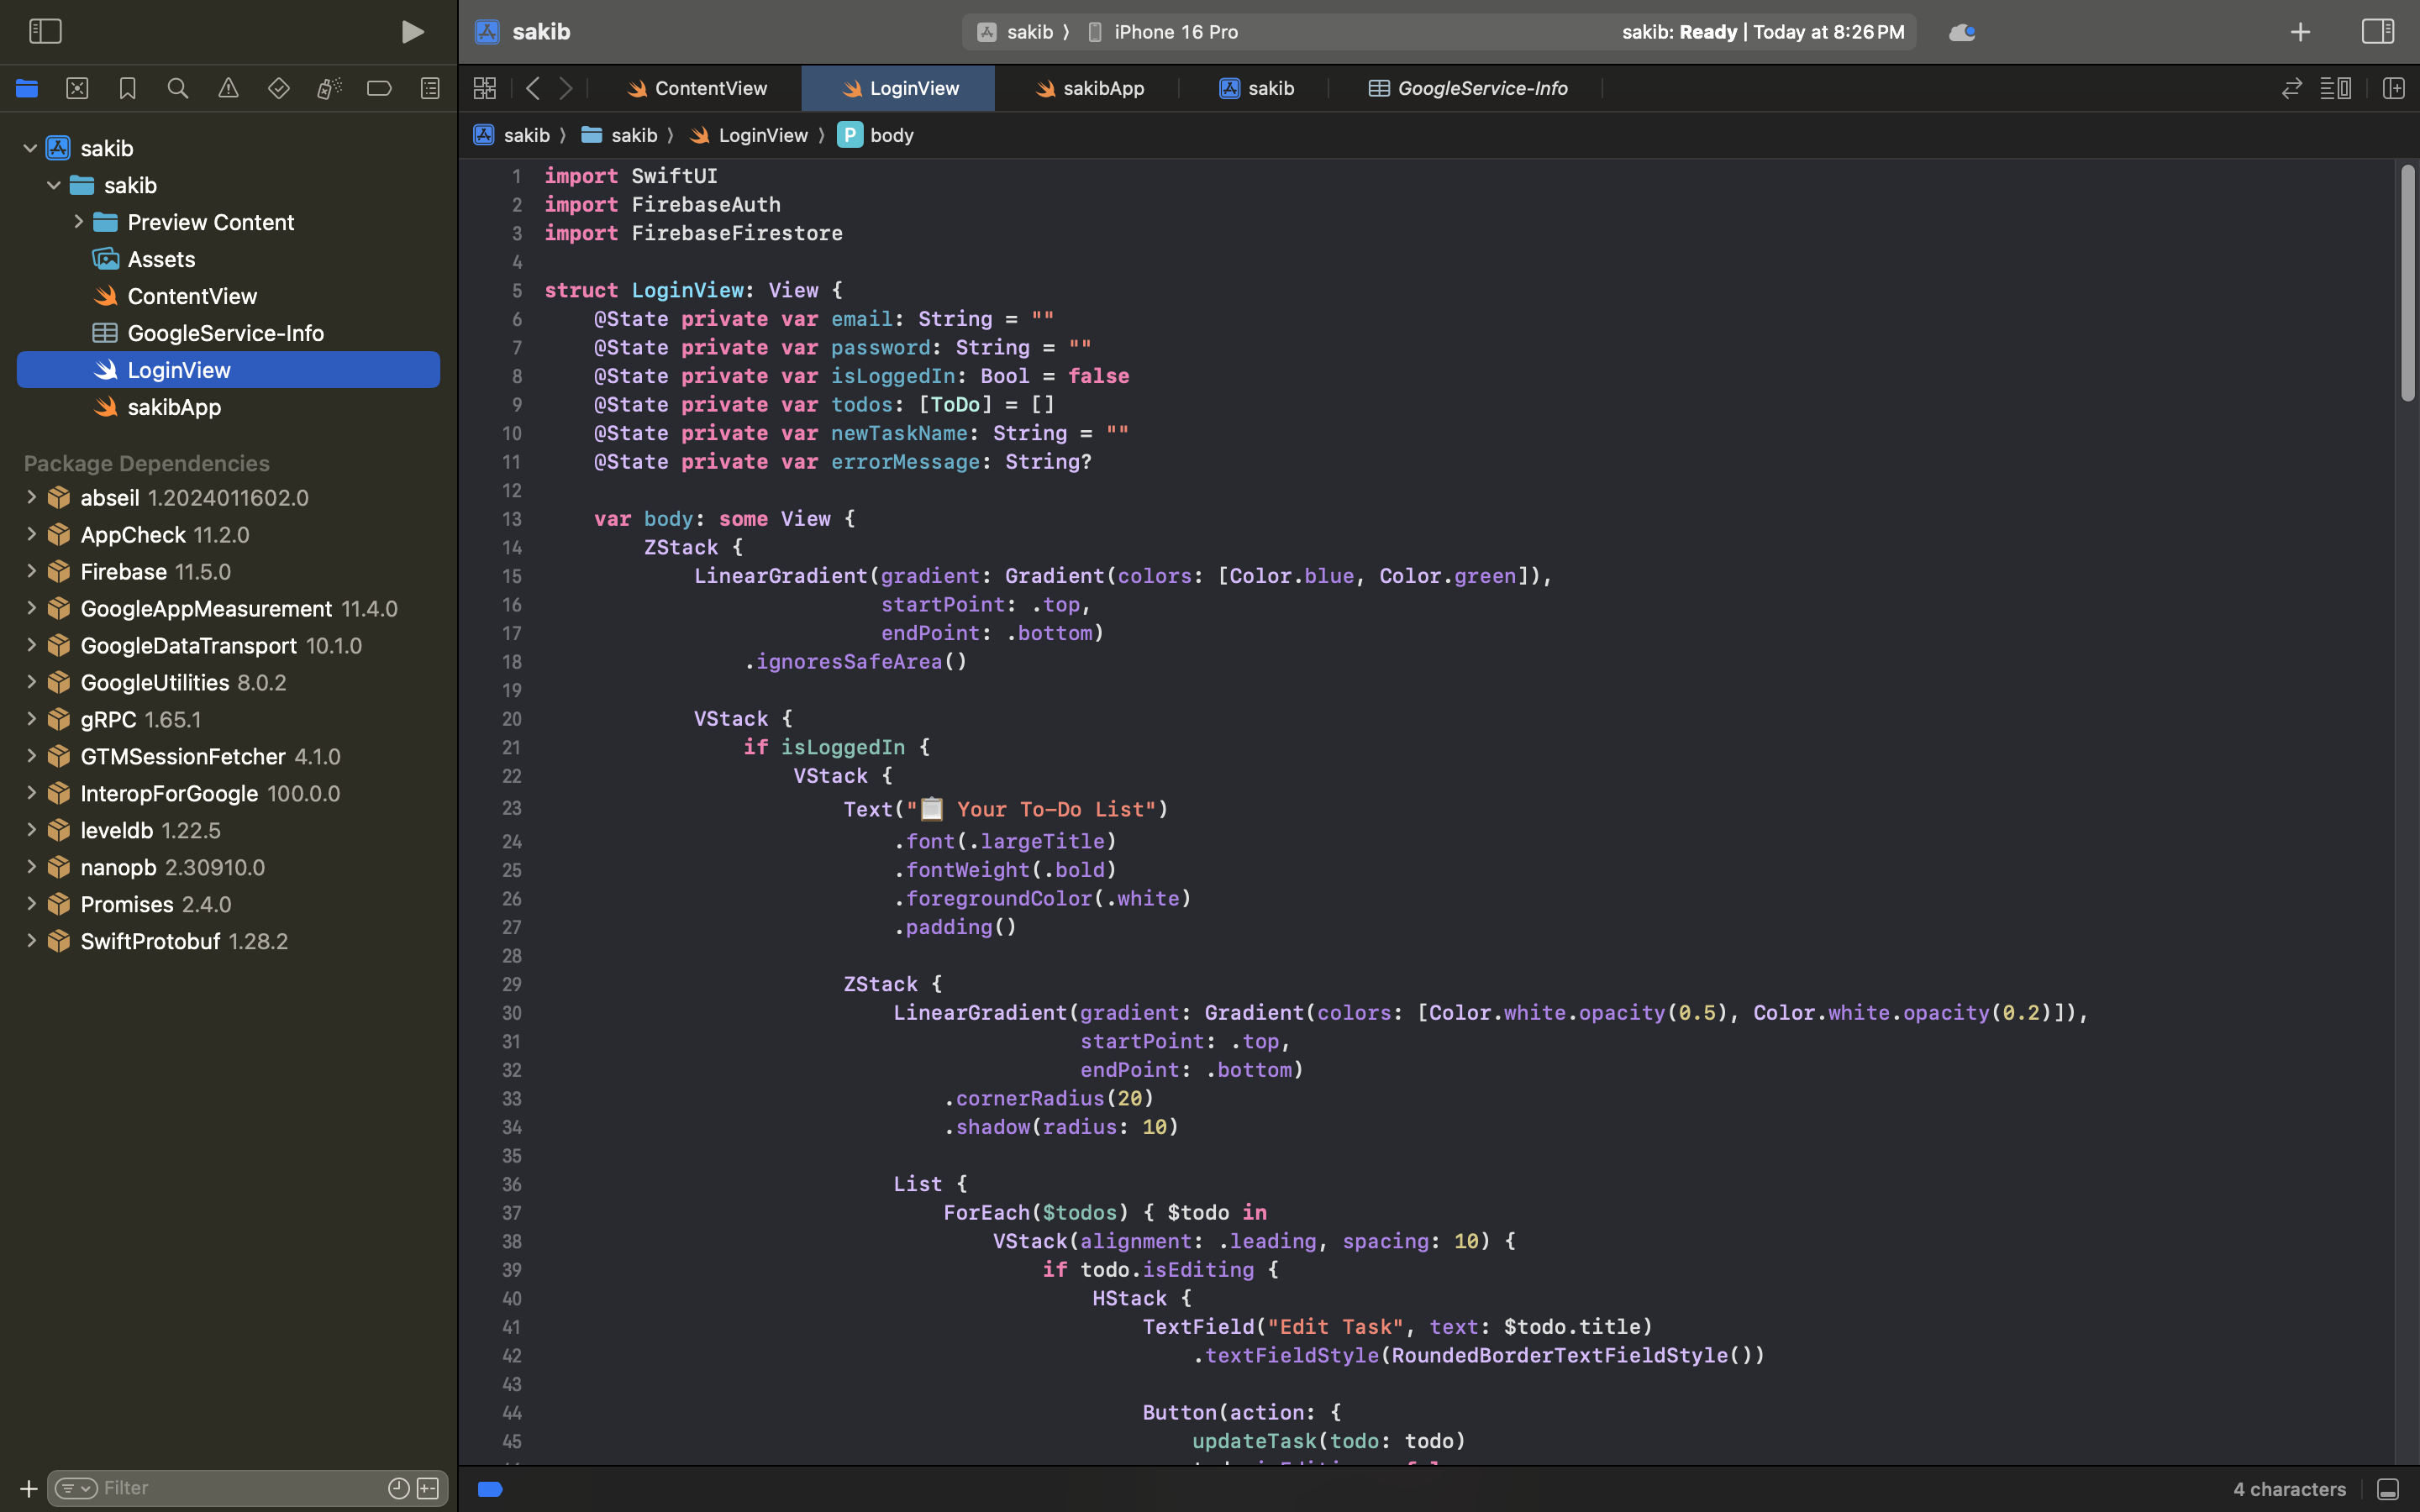 sakib
sakib 〉 iPhone 16 Pro
sakib: Ready | Today at 8:26 PM
ContentView
LoginView
sakibApp
sakib
GoogleService-Info
sakib 〉 sakib 〉 LoginView 〉 P body
sakib
sakib
Preview Content
Assets
ContentView
GoogleService-Info
LoginView
sakibApp
Package Dependencies
abseil 1.2024011602.0
AppCheck 11.2.0
Firebase 11.5.0
GoogleAppMeasurement 11.4.0
GoogleDataTransport 10.1.0
GoogleUtilities 8.0.2
gRPC 1.65.1
GTMSessionFetcher 4.1.0
InteropForGoogle 100.0.0
leveldb 1.22.5
nanopb 2.30910.0
Promises 2.4.0
SwiftProtobuf 1.28.2
Filter
1 import SwiftUI
2 import FirebaseAuth
3 import FirebaseFirestore
4
5 struct LoginView: View {
6 @State private var email: String = ""
7 @State private var password: String = ""
8 @State private var isLoggedIn: Bool = false
9 @State private var todos: [ToDo] = []
10 @State private var newTaskName: String = ""
11 @State private var errorMessage: String?
12
13 var body: some View {
14 ZStack {
15 LinearGradient(gradient: Gradient(colors: [Color.blue, Color.green]),
16 startPoint: .top,
17 endPoint: .bottom)
18 .ignoresSafeArea()
19
20 VStack {
21 if isLoggedIn {
22 VStack {
23 Text("📋 Your To-Do List")
24 .font(.largeTitle)
25 .fontWeight(.bold)
26 .foregroundColor(.white)
27 .padding()
28
29 ZStack {
30 LinearGradient(gradient: Gradient(colors: [Color.white.opacity(0.5), Color.white.opacity(0.2)]),
31 startPoint: .top,
32 endPoint: .bottom)
33 .cornerRadius(20)
34 .shadow(radius: 10)
35
36 List {
37 ForEach($todos) { $todo in
38 VStack(alignment: .leading, spacing: 10) {
39 if todo.isEditing {
40 HStack {
41 TextField("Edit Task", text: $todo.title)
42 .textFieldStyle(RoundedBorderTextFieldStyle())
43
44 Button(action: {
45 updateTask(todo: todo)
4 characters